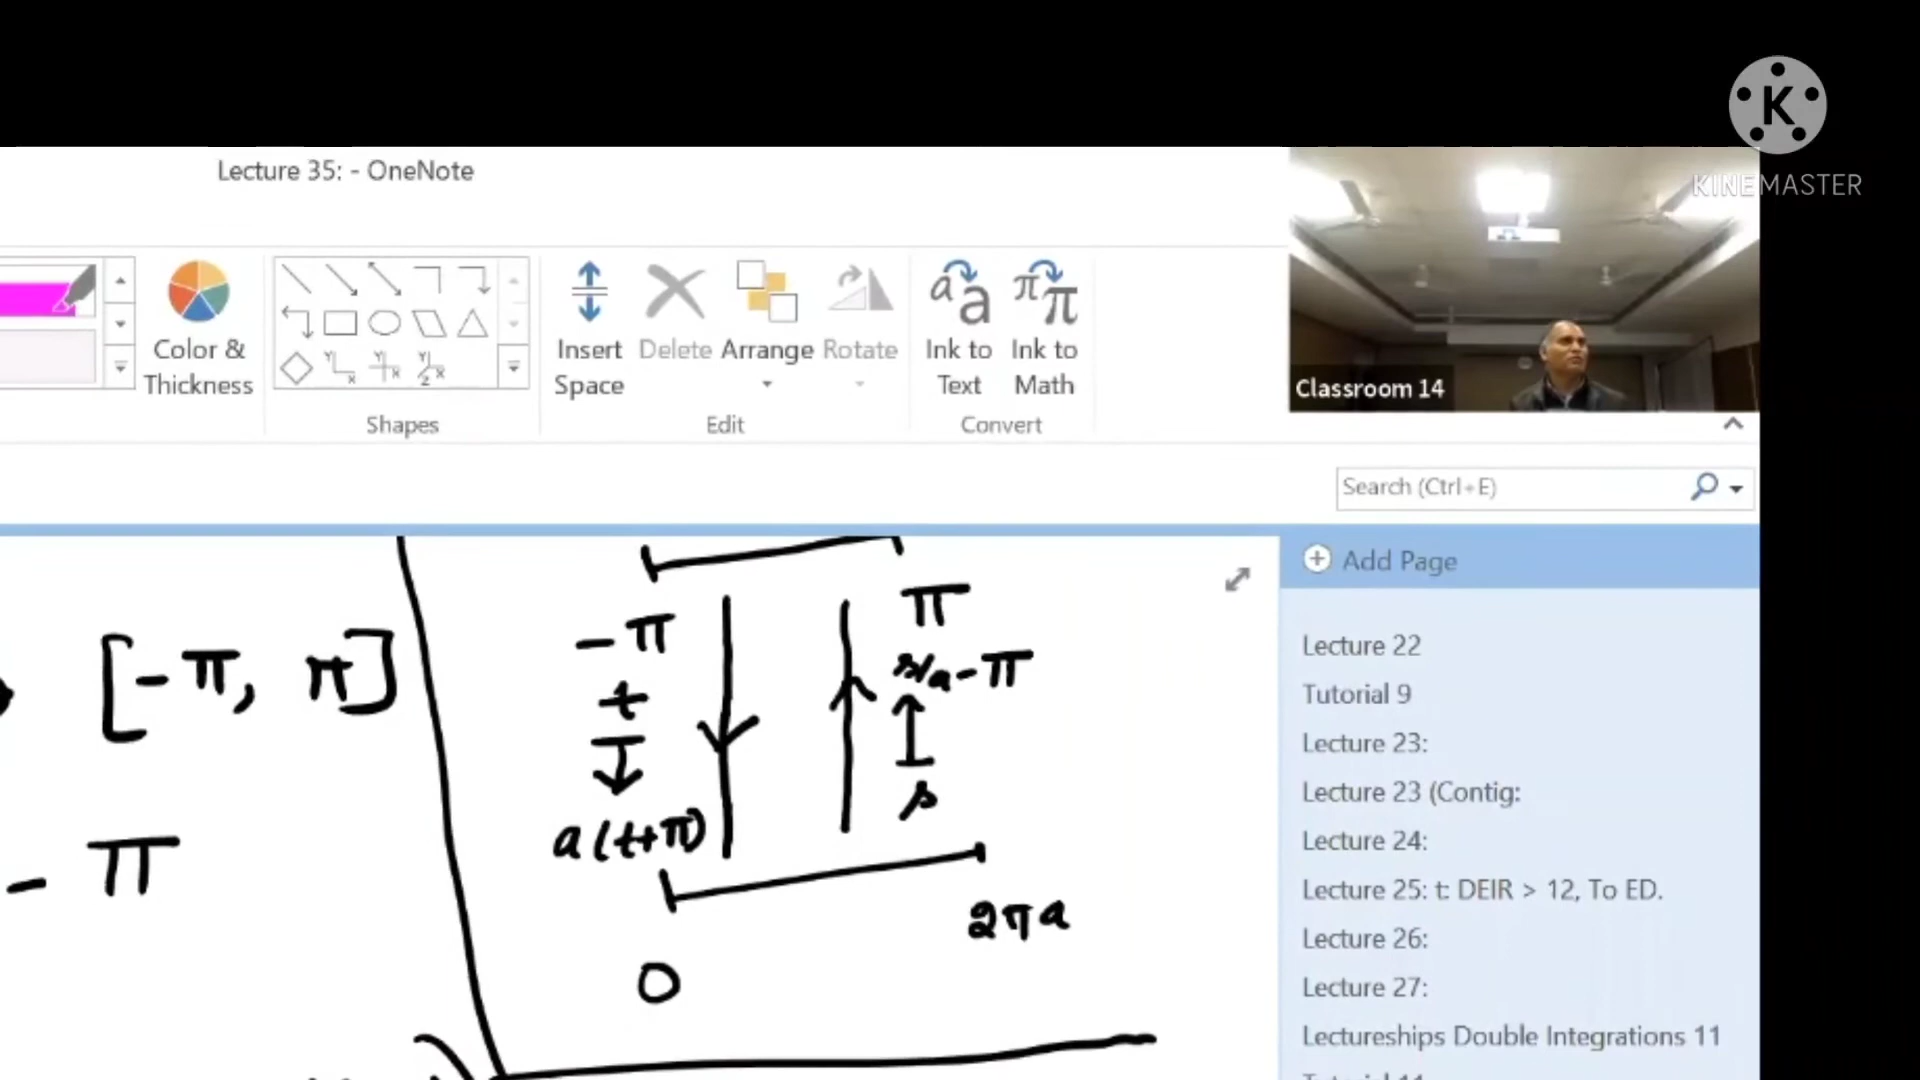 K
KINEMASTER
Lecture 35: - OneNote
Color & Thickness
Shapes
Insert Space
Delete
Arrange
Rotate
Edit
Ink to Text
Ink to Math
Convert
Classroom 14
Search (Ctrl+E)
Add Page
Lecture 22
Tutorial 9
Lecture 23:
Lecture 23 (Contig:
Lecture 24:
Lecture 25: t: DEIR > 12, To ED.
Lecture 26:
Lecture 27:
Lectureships Double Integrations 11
[-π, π]
- π
-π
t
↓
a(t+π)
π
s/a-π
↑
s
0
2πa